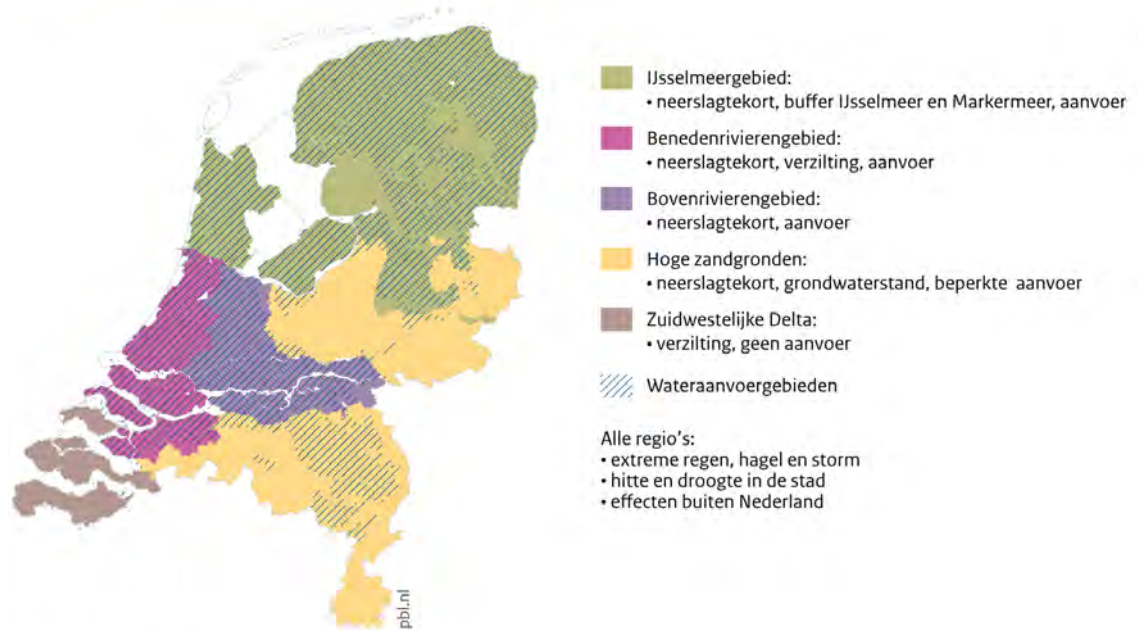 IJsselmeergebied:
• neerslagtekort, buffer IJsselmeer en Markermeer, aanvoer
Benedenrivierengebied:
• neerslagtekort, verzilting, aanvoer
Bovenrivierengebied:
• neerslagtekort, aanvoer
Hoge zandgronden:
• neerslagtekort, grondwaterstand, beperkte aanvoer
Zuidwestelijke Delta:
• verzilting, geen aanvoer
Wateraanvoergebieden
Alle regio's:
• extreme regen, hagel en storm
• hitte en droogte in de stad
• effecten buiten Nederland
pbl.nl